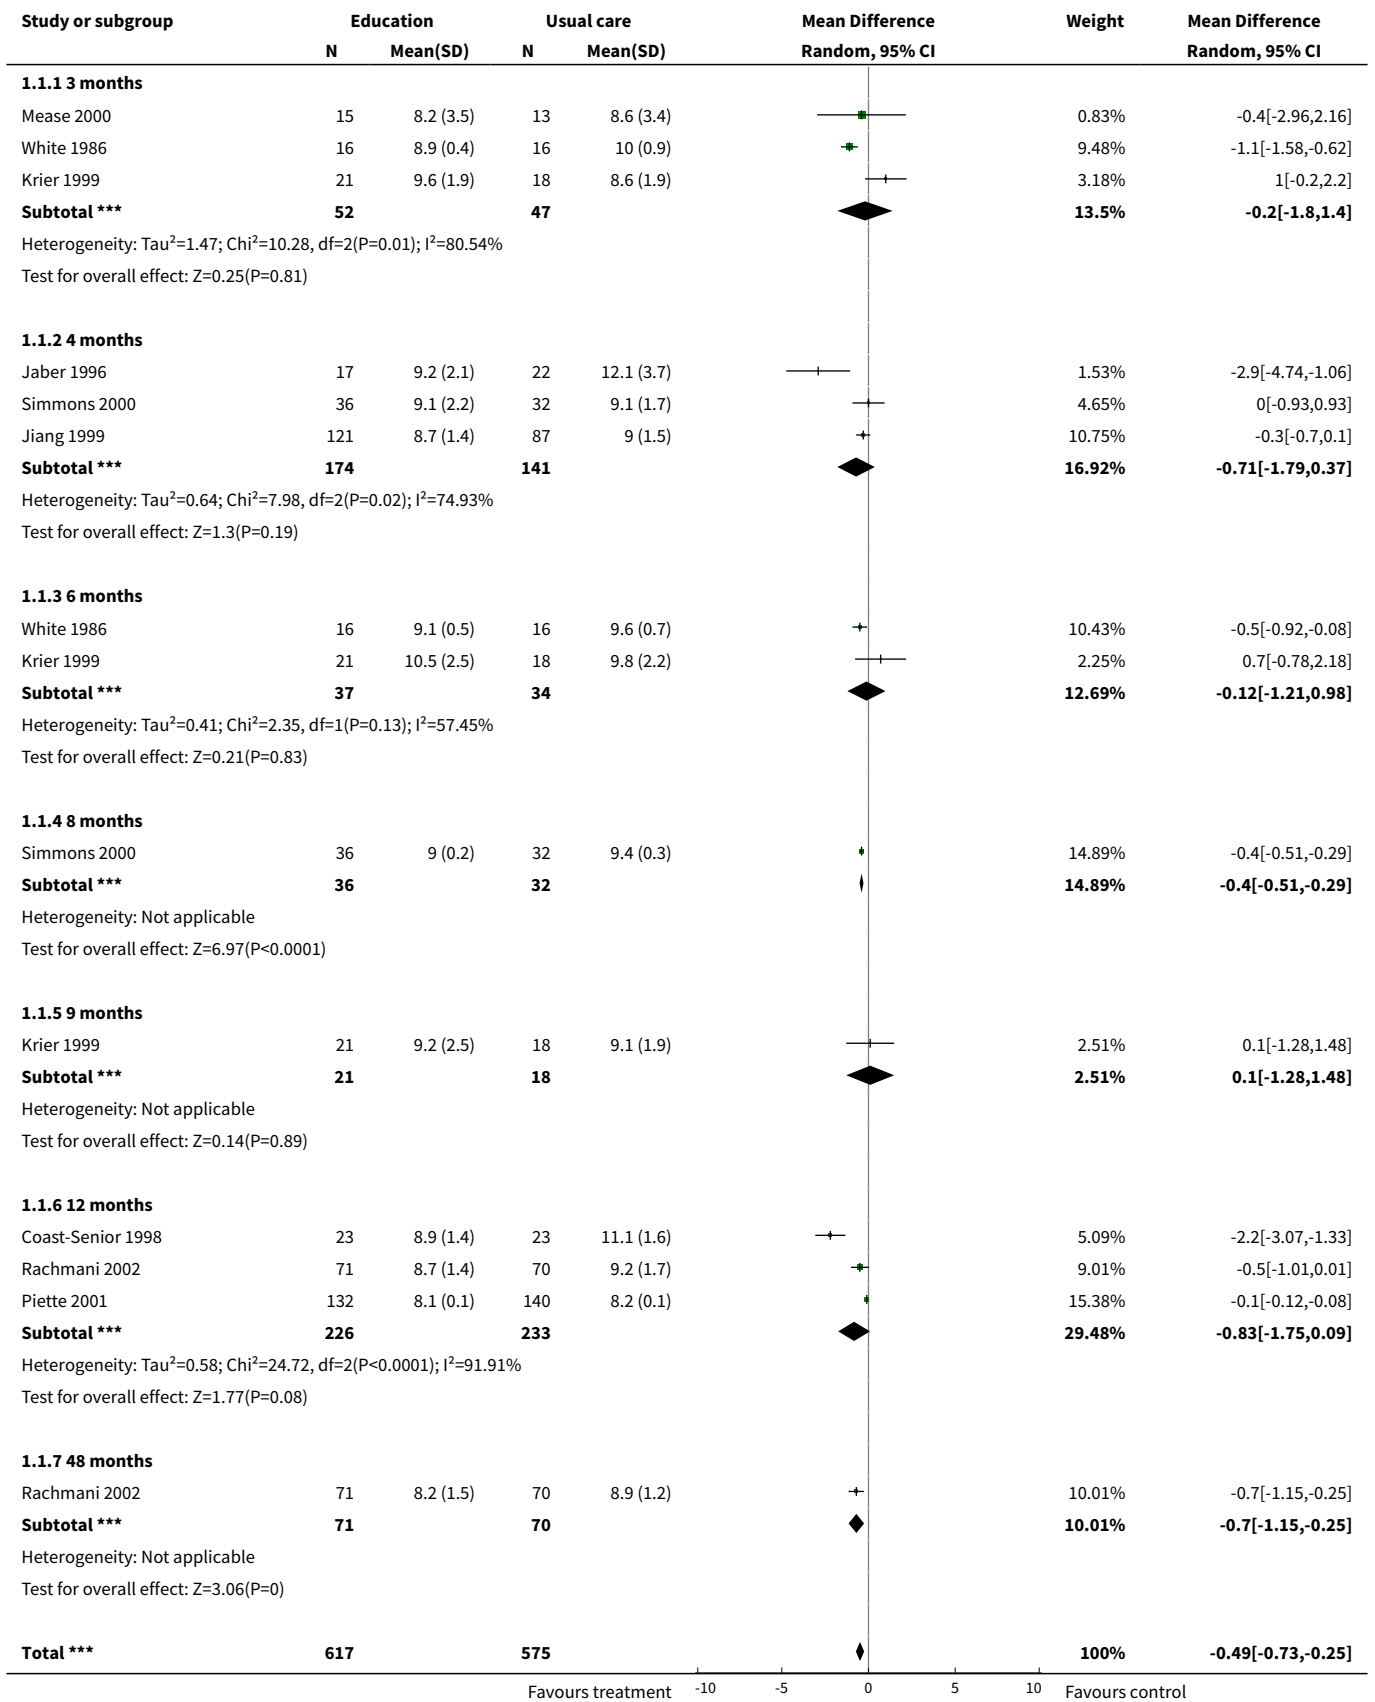 Study or subgroup Education Usual care Mean Difference Weight Mean Difference
N Mean(SD) N Mean(SD) Random, 95% CI Random, 95% CI
1.1.1 3 months
Mease 2000 15 8.2 (3.5) 13 8.6 (3.4) 0.83% -0.4[-2.96,2.16]
White 1986 16 8.9 (0.4) 16 10 (0.9) 9.48% -1.1[-1.58,-0.62]
Krier 1999 21 9.6 (1.9) 18 8.6 (1.9) 3.18% 1[-0.2,2.2]
Subtotal *** 52 47 13.5% -0.2[-1.8,1.4]
Heterogeneity: Tau²=1.47; Chi²=10.28, df=2(P=0.01); I²=80.54%
Test for overall effect: Z=0.25(P=0.81)
1.1.2 4 months
Jaber 1996 17 9.2 (2.1) 22 12.1 (3.7) 1.53% -2.9[-4.74,-1.06]
Simmons 2000 36 9.1 (2.2) 32 9.1 (1.7) 4.65% 0[-0.93,0.93]
Jiang 1999 121 8.7 (1.4) 87 9 (1.5) 10.75% -0.3[-0.7,0.1]
Subtotal *** 174 141 16.92% -0.71[-1.79,0.37]
Heterogeneity: Tau²=0.64; Chi²=7.98, df=2(P=0.02); I²=74.93%
Test for overall effect: Z=1.3(P=0.19)
1.1.3 6 months
White 1986 16 9.1 (0.5) 16 9.6 (0.7) 10.43% -0.5[-0.92,-0.08]
Krier 1999 21 10.5 (2.5) 18 9.8 (2.2) 2.25% 0.7[-0.78,2.18]
Subtotal *** 37 34 12.69% -0.12[-1.21,0.98]
Heterogeneity: Tau²=0.41; Chi²=2.35, df=1(P=0.13); I²=57.45%
Test for overall effect: Z=0.21(P=0.83)
1.1.4 8 months
Simmons 2000 36 9 (0.2) 32 9.4 (0.3) 14.89% -0.4[-0.51,-0.29]
Subtotal *** 36 32 14.89% -0.4[-0.51,-0.29]
Heterogeneity: Not applicable
Test for overall effect: Z=6.97(P<0.0001)
1.1.5 9 months
Krier 1999 21 9.2 (2.5) 18 9.1 (1.9) 2.51% 0.1[-1.28,1.48]
Subtotal *** 21 18 2.51% 0.1[-1.28,1.48]
Heterogeneity: Not applicable
Test for overall effect: Z=0.14(P=0.89)
1.1.6 12 months
Coast-Senior 1998 23 8.9 (1.4) 23 11.1 (1.6) 5.09% -2.2[-3.07,-1.33]
Rachmani 2002 71 8.7 (1.4) 70 9.2 (1.7) 9.01% -0.5[-1.01,0.01]
Piette 2001 132 8.1 (0.1) 140 8.2 (0.1) 15.38% -0.1[-0.12,-0.08]
Subtotal *** 226 233 29.48% -0.83[-1.75,0.09]
Heterogeneity: Tau²=0.58; Chi²=24.72, df=2(P<0.0001); I²=91.91%
Test for overall effect: Z=1.77(P=0.08)
1.1.7 48 months
Rachmani 2002 71 8.2 (1.5) 70 8.9 (1.2) 10.01% -0.7[-1.15,-0.25]
Subtotal *** 71 70 10.01% -0.7[-1.15,-0.25]
Heterogeneity: Not applicable
Test for overall effect: Z=3.06(P=0)
Total *** 617 575 100% -0.49[-0.73,-0.25]
Favours treatment -10 -5 0 5 10 Favours control